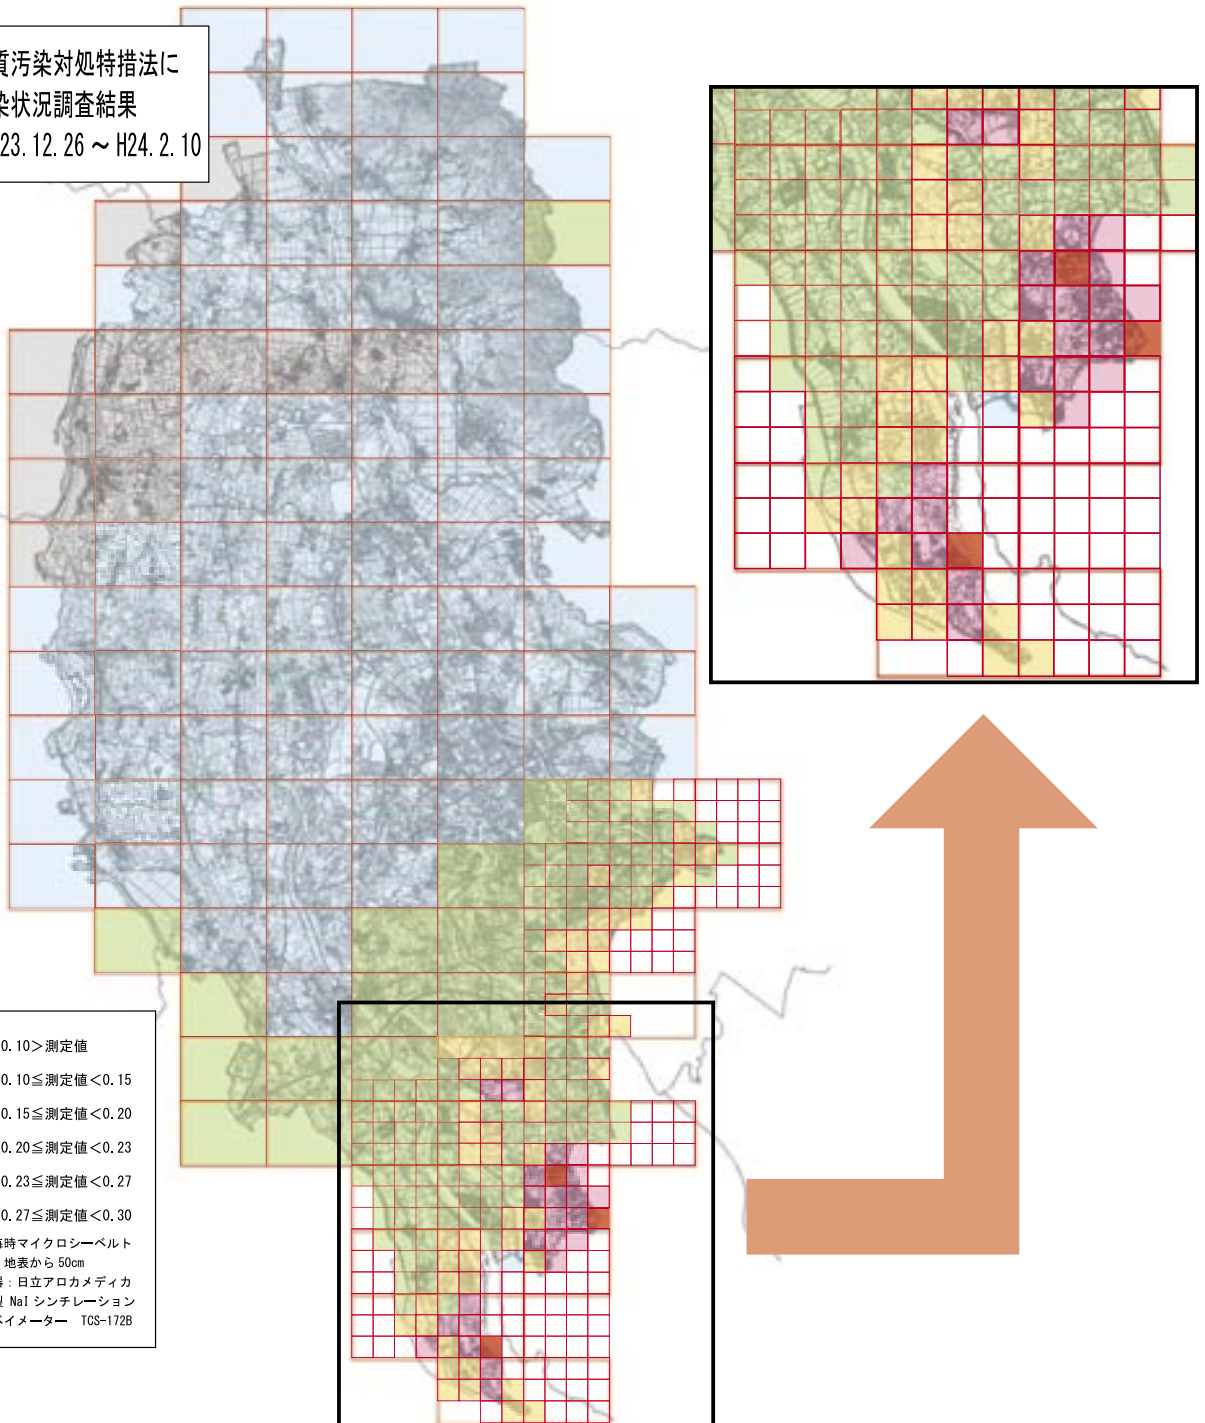 質汚染対処特措法に
染状況調査結果
23.12.26～H24.2.10
0.10＞測定値
0.10≦測定値＜0.15
0.15≦測定値＜0.20
0.20≦測定値＜0.23
0.23≦測定値＜0.27
0.27≦測定値＜0.30
毎時マイクロシーベルト
地表から50cm
器：日立アロカメディカ
製 NaIシンチレーション
ベイメーター TCS-172B